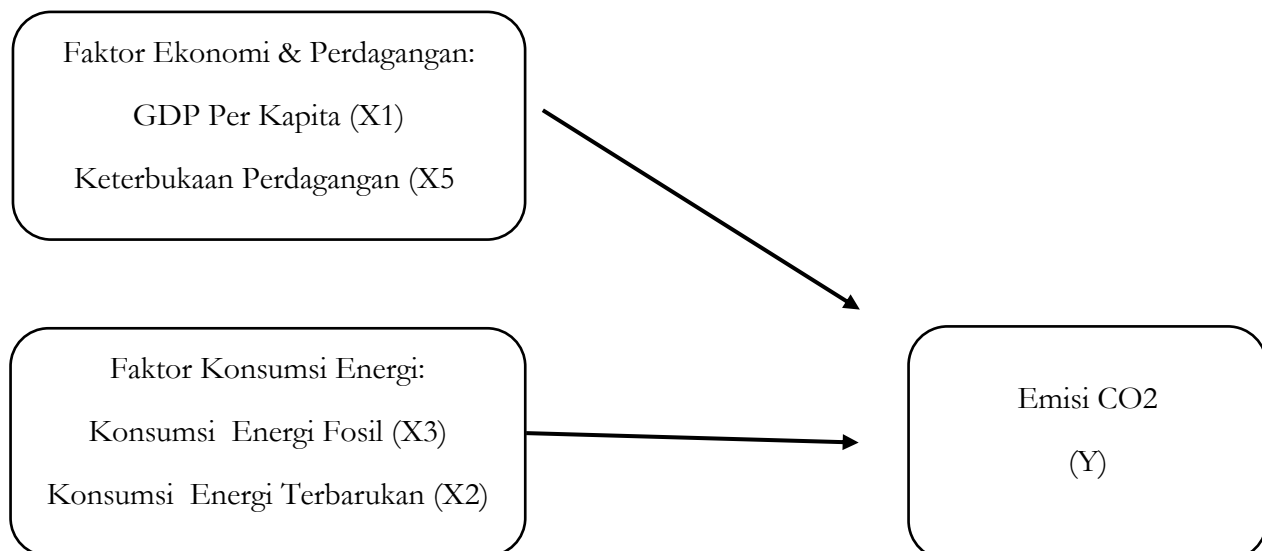 Faktor Ekonomi & Perdagangan:
GDP Per Kapita (X1)
Keterbukaan Perdagangan (X5
Faktor Konsumsi Energi:
Konsumsi Energi Fosil (X3)
Konsumsi Energi Terbarukan (X2)
Emisi CO2
(Y)